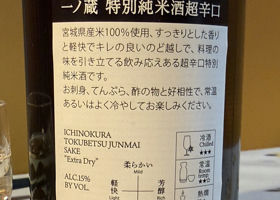 一ノ蔵 特別純米酒超辛口
宮城県産米100%使用、すっきりとした香り
と軽快でキレの良いのど越しで、料理の
味を引き立てる飲み応えある超辛口特別
純米酒です。
お刺身、てんぷら、酢の物と好相性で、常温
あるいはよく冷やしてお楽しみください。
ICHINOKURA
TOKUBETSU JUNMAI
SAKE
"Extra Dry"
ALC.15%
BY VOL.
柔らかい
Mild
軽快
Light
芳醇
Rich
冷酒
Chilled
★★★
常温
Room temp.
★★★
熱燗